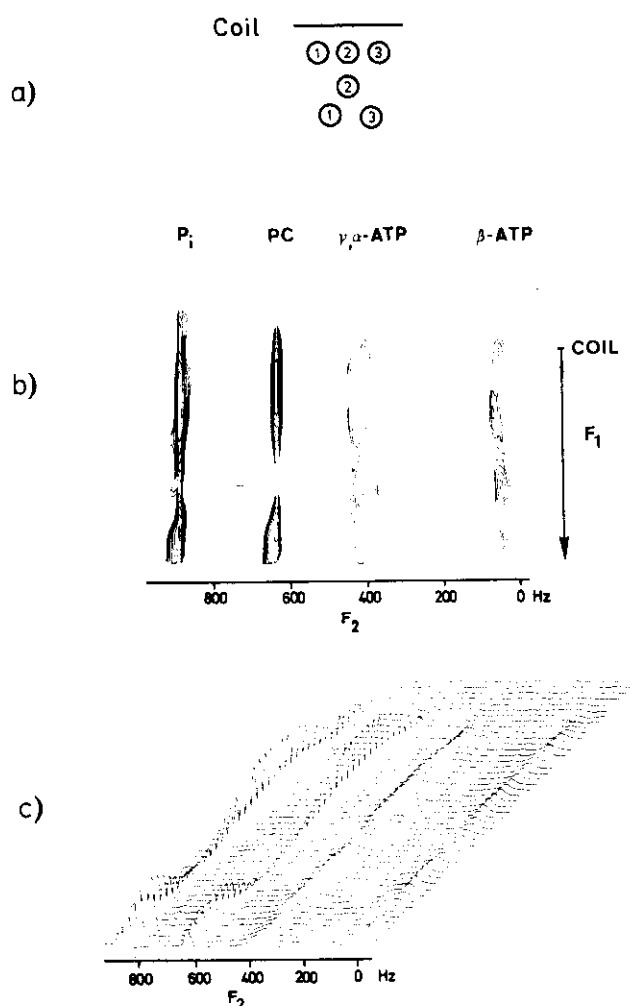 Coil
① ② ③
②
① ③
a)
Pi PC γ,α-ATP β-ATP
COIL
b)
F1
800 600 400 200 0 Hz
F2
c)
800 600 400 200 0 Hz
F2